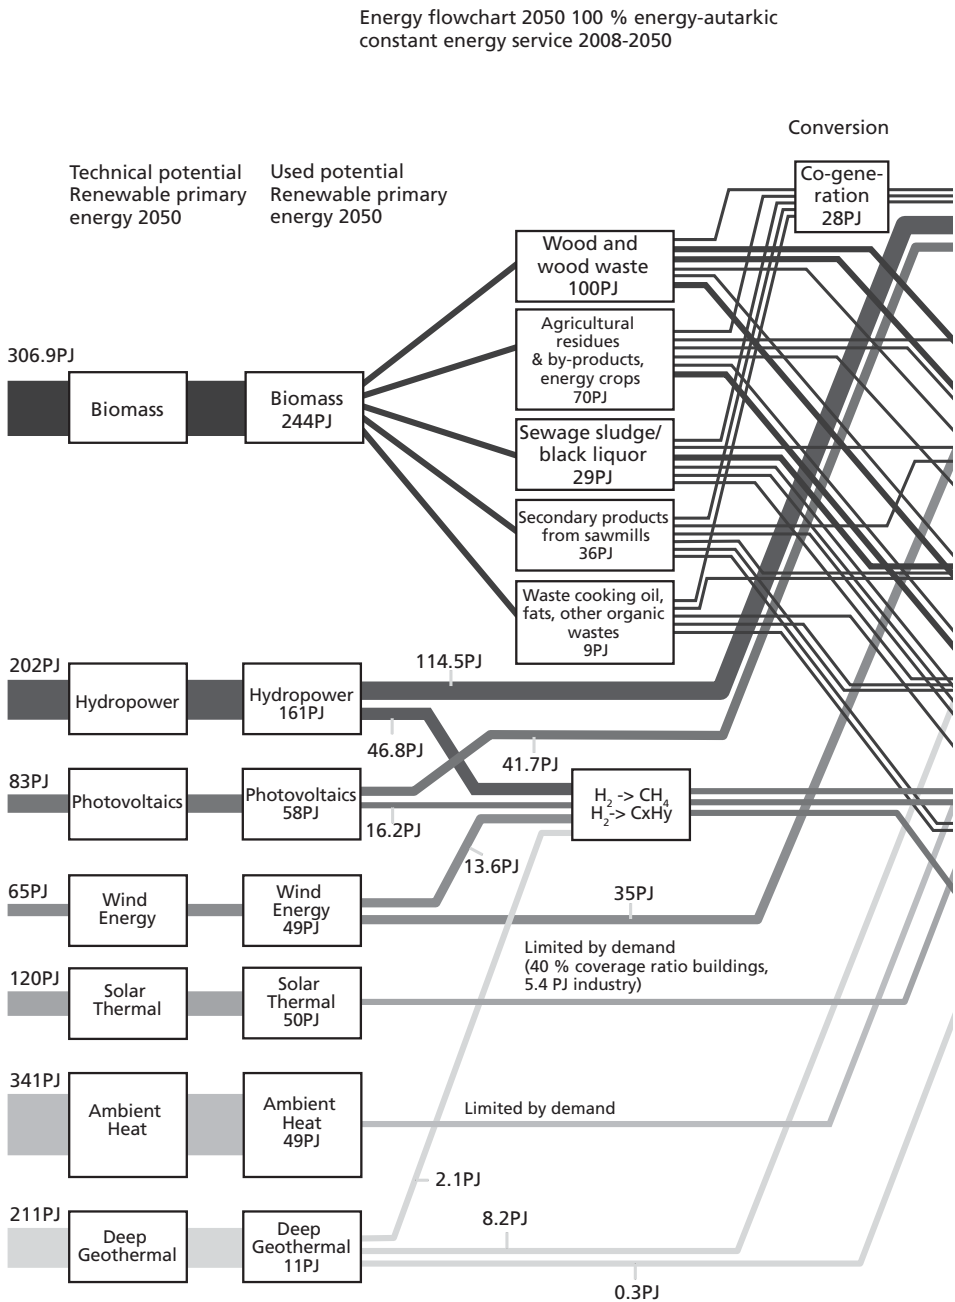 Energy flowchart 2050 100 % energy-autarkic
constant energy service 2008-2050
Conversion
Technical potential
Renewable primary
energy 2050
Used potential
Renewable primary
energy 2050
Co-gene-
ration
28PJ
Wood and
wood waste
100PJ
Agricultural
residues
& by-products,
energy crops
70PJ
306.9PJ
Biomass
Biomass
244PJ
Sewage sludge/
black liquor
29PJ
Secondary products
from sawmills
36PJ
Waste cooking oil,
fats, other organic
wastes
9PJ
202PJ
Hydropower
Hydropower
161PJ
114.5PJ
46.8PJ
41.7PJ
83PJ
Photovoltaics
Photovoltaics
58PJ
16.2PJ
H2 -> CH4
H2-> CxHy
13.6PJ
65PJ
Wind
Energy
Wind
Energy
49PJ
35PJ
Limited by demand
(40 % coverage ratio buildings,
5.4 PJ industry)
120PJ
Solar
Thermal
Solar
Thermal
50PJ
341PJ
Ambient
Heat
Ambient
Heat
49PJ
Limited by demand
2.1PJ
211PJ
Deep
Geothermal
Deep
Geothermal
11PJ
8.2PJ
0.3PJ